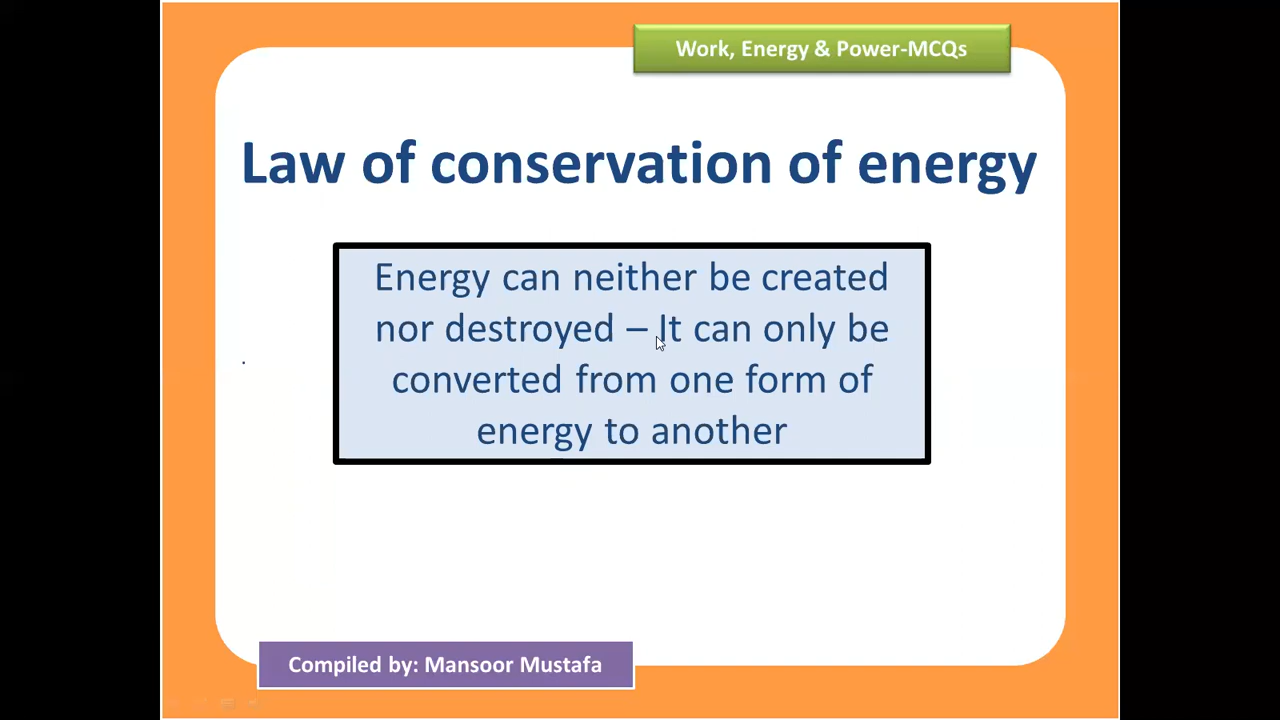 Work, Energy & Power-MCQs
Law of conservation of energy
Energy can neither be created
nor destroyed – It can only be
converted from one form of
energy to another
Compiled by: Mansoor Mustafa